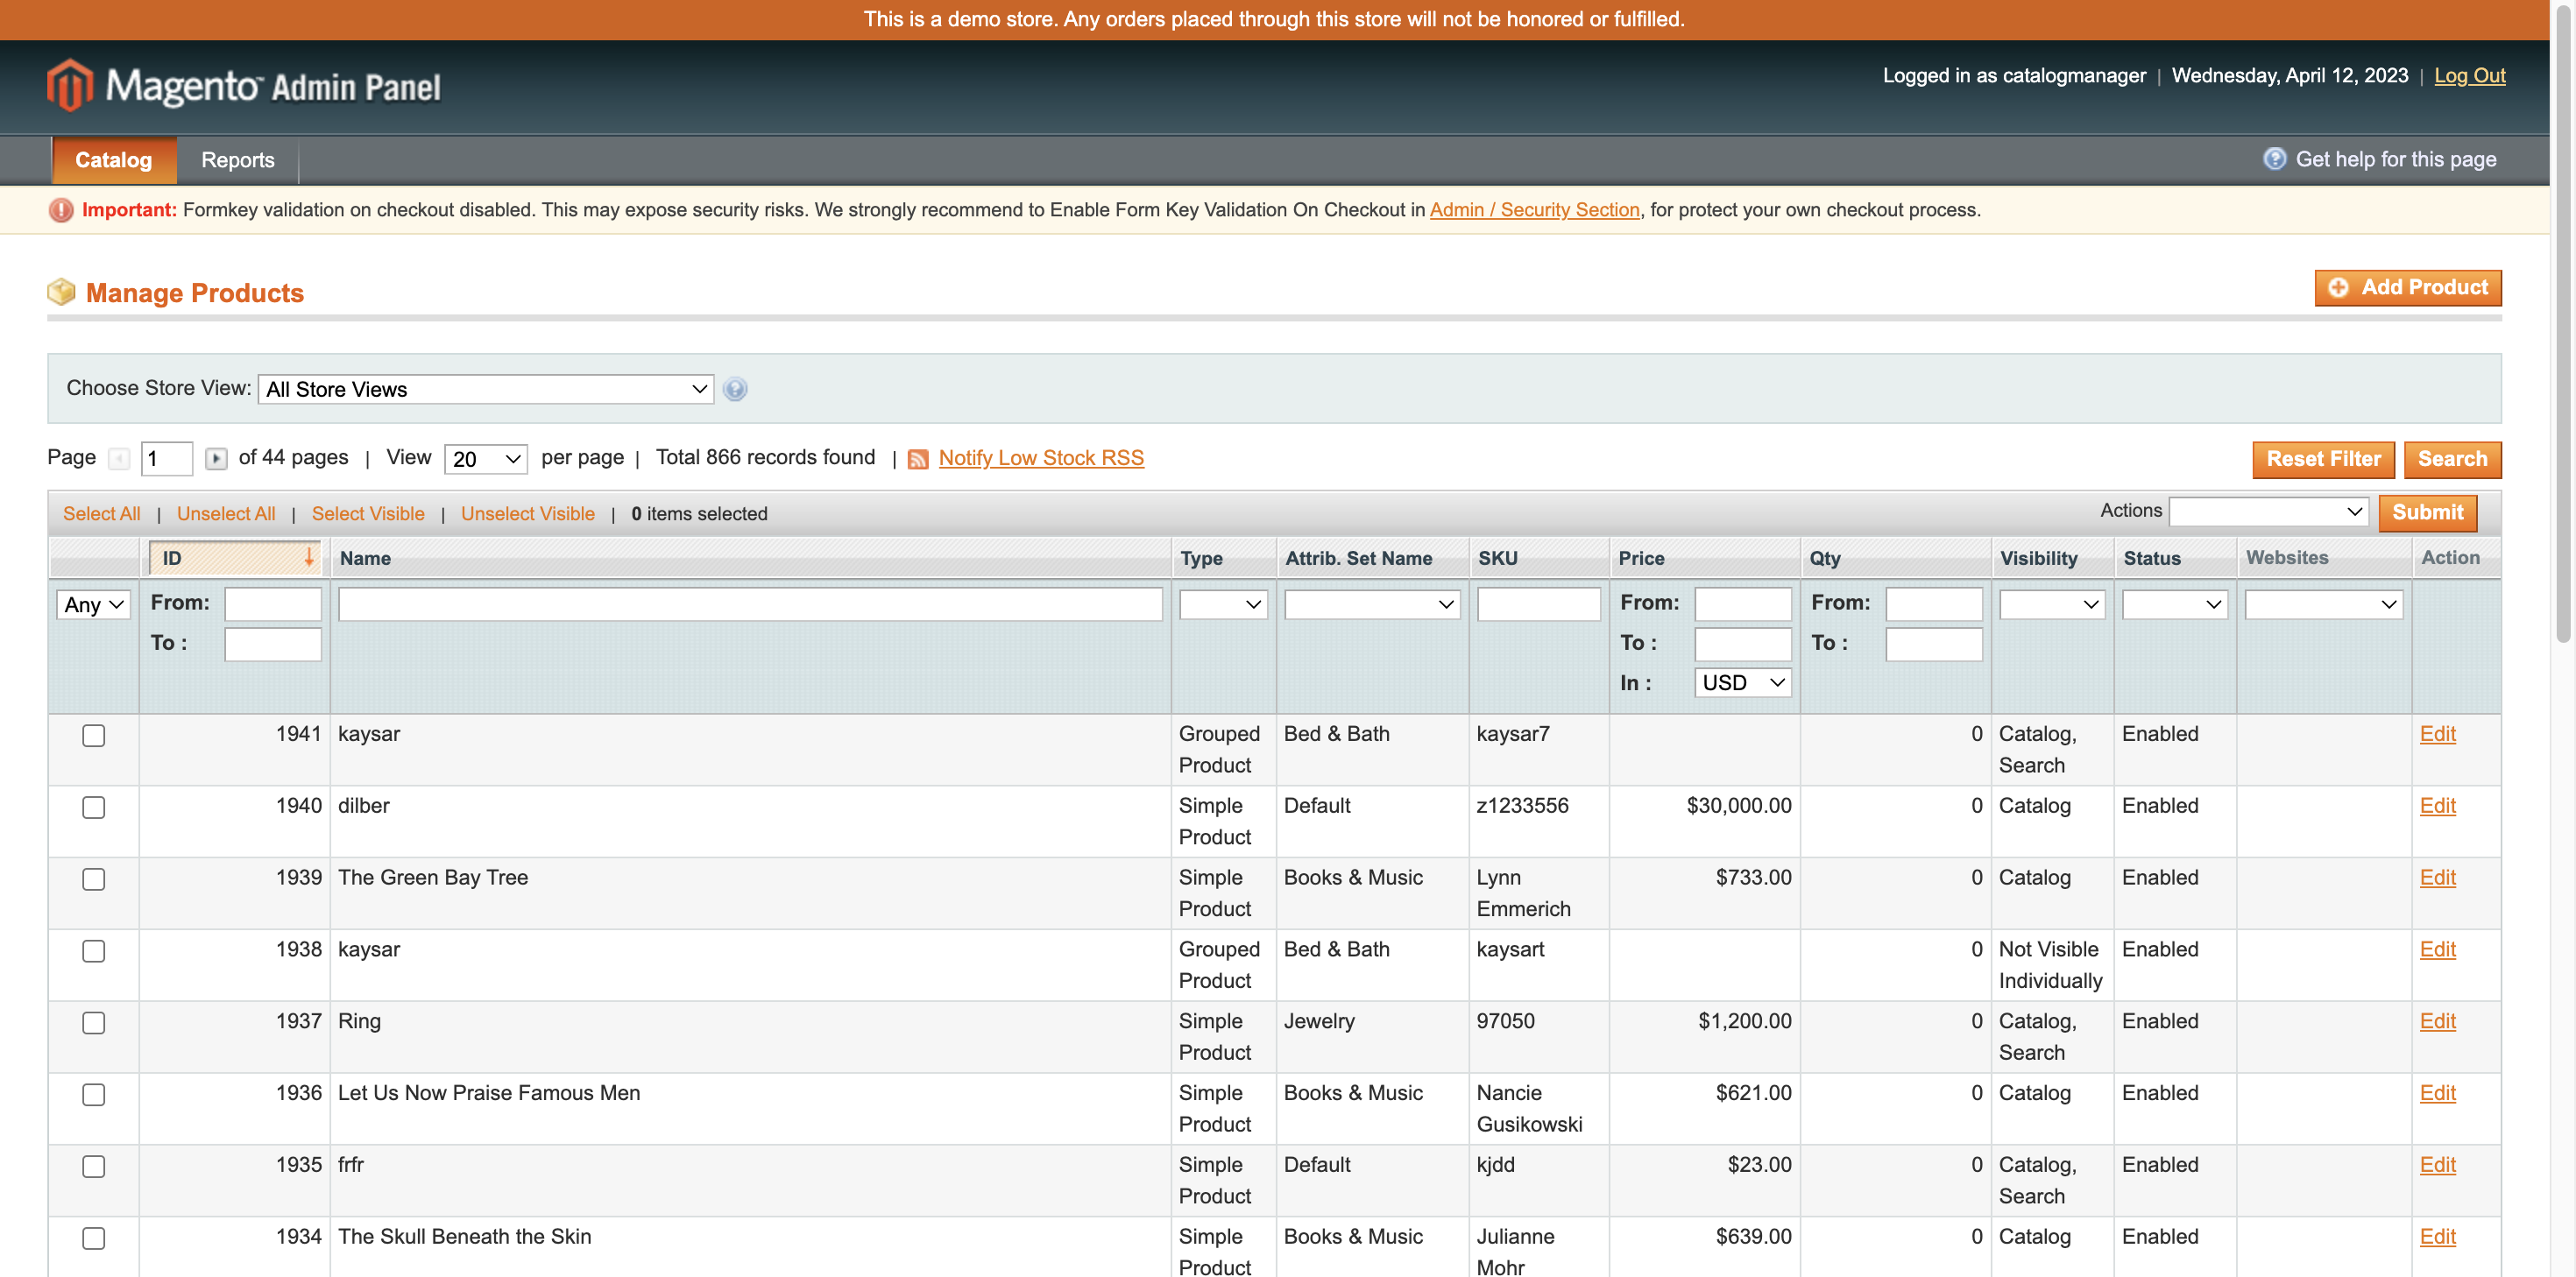 This is a demo store. Any orders placed through this store will not be honored or fulfilled.
Magento™ Admin Panel
Logged in as catalogmanager | Wednesday, April 12, 2023 | Log Out
Catalog Reports Get help for this page
Important: Formkey validation on checkout disabled. This may expose security risks. We strongly recommend to Enable Form Key Validation On Checkout in Admin / Security Section, for protect your own checkout process.
Manage Products Add Product
Choose Store View: All Store Views
Page 1 of 44 pages | View 20 per page | Total 866 records found | Notify Low Stock RSS Reset Filter Search
Select All | Unselect All | Select Visible | Unselect Visible | 0 items selected Actions Submit
ID Name Type Attrib. Set Name SKU Price Qty Visibility Status Websites Action
Any From: From: From:
To : To : To :
In : USD
1941 kaysar Grouped Product Bed & Bath kaysar7 0 Catalog, Search Enabled Edit
1940 dilber Simple Product Default z1233556 $30,000.00 0 Catalog Enabled Edit
1939 The Green Bay Tree Simple Product Books & Music Lynn Emmerich $733.00 0 Catalog Enabled Edit
1938 kaysar Grouped Product Bed & Bath kaysart 0 Not Visible Individually Enabled Edit
1937 Ring Simple Product Jewelry 97050 $1,200.00 0 Catalog, Search Enabled Edit
1936 Let Us Now Praise Famous Men Simple Product Books & Music Nancie Gusikowski $621.00 0 Catalog Enabled Edit
1935 frfr Simple Product Default kjdd $23.00 0 Catalog, Search Enabled Edit
1934 The Skull Beneath the Skin Simple Product Books & Music Julianne Mohr $639.00 0 Catalog Enabled Edit